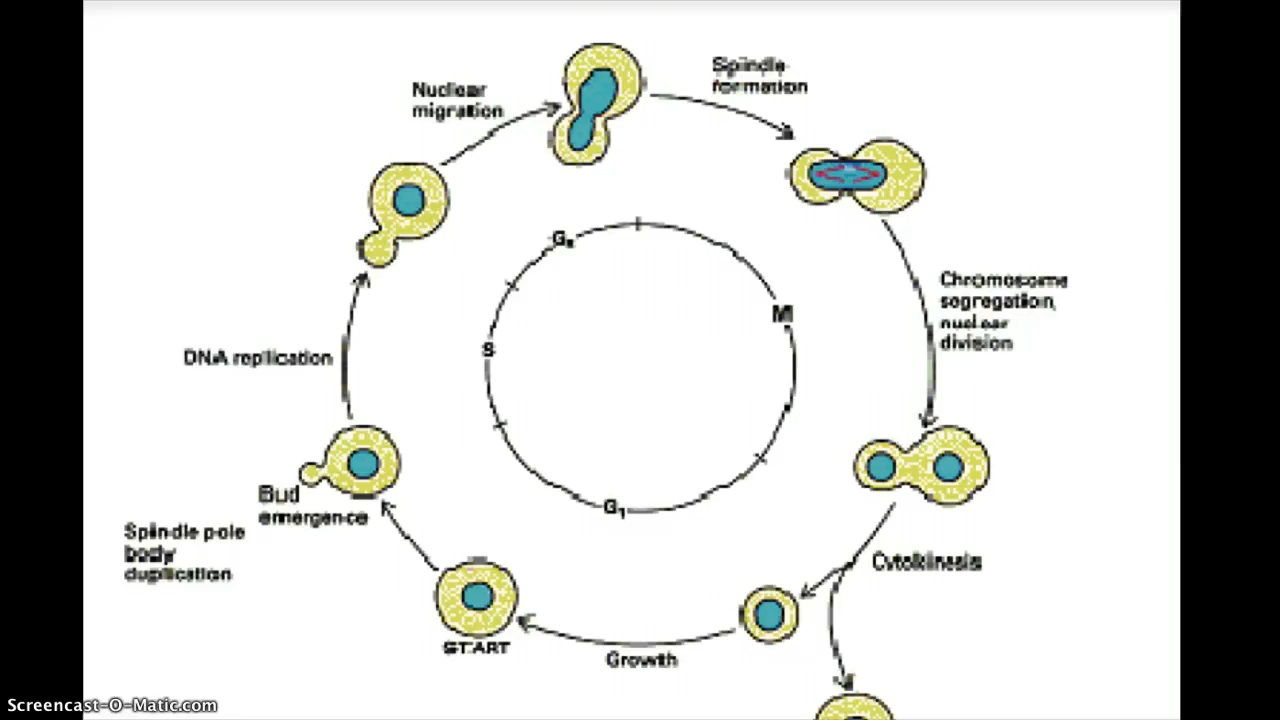 Nuclear
migration
Spindle
formation
Chromosome
segregation,
nuclear
division
DNA replication
G₂
M
S
G₁
Bud
emergence
Spindle pole
body
duplication
Cytokinesis
START
Growth
Screencast-O-Matic.com